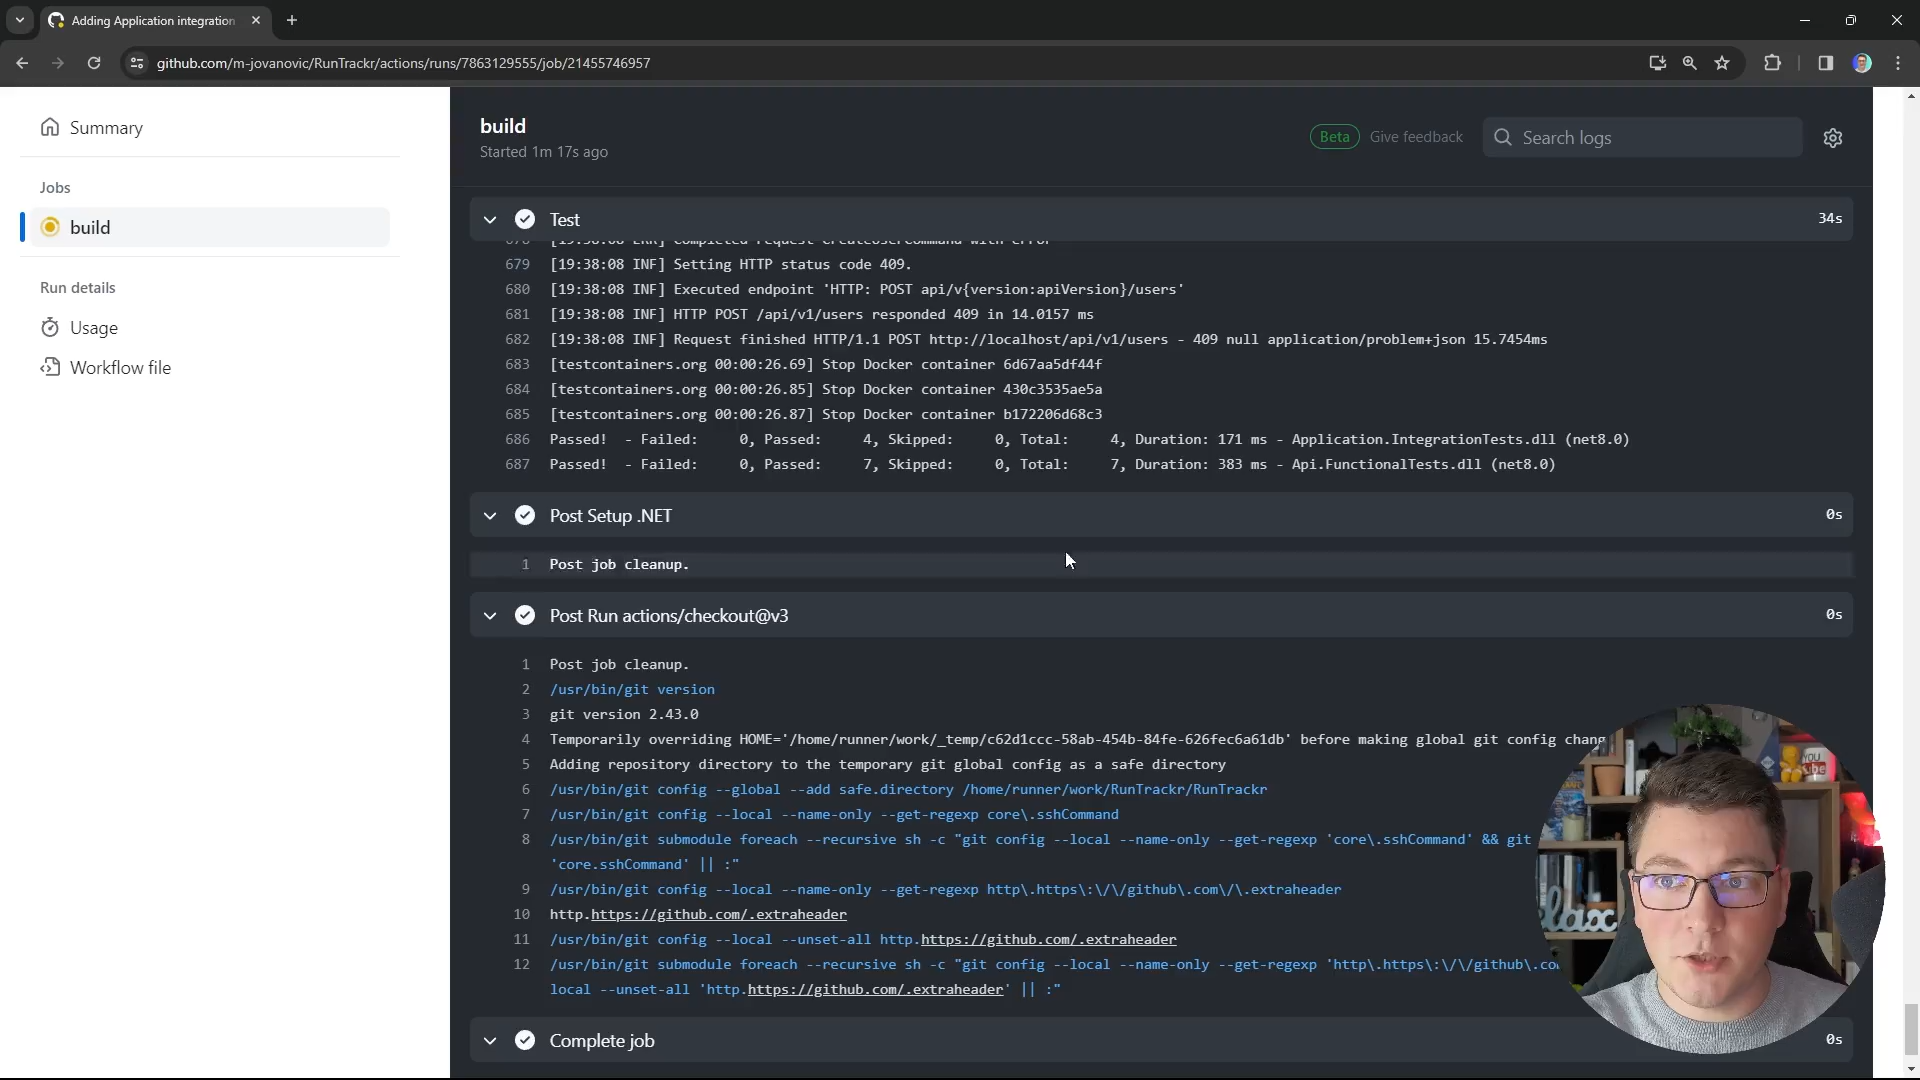 Adding Application integration
github.com/m-jovanovic/RunTrackr/actions/runs/7863129555/job/21455746957
Summary
Jobs
build
Run details
Usage
Workflow file
build
Started 1m 17s ago
Beta Give feedback
Search logs
Test 34s
678 [19:38:08 ERR] Completed request CreateUserCommand with error
679 [19:38:08 INF] Setting HTTP status code 409.
680 [19:38:08 INF] Executed endpoint 'HTTP: POST api/v{version:apiVersion}/users'
681 [19:38:08 INF] HTTP POST /api/v1/users responded 409 in 14.0157 ms
682 [19:38:08 INF] Request finished HTTP/1.1 POST http://localhost/api/v1/users - 409 null application/problem+json 15.7454ms
683 [testcontainers.org 00:00:26.69] Stop Docker container 6d67aa5df44f
684 [testcontainers.org 00:00:26.85] Stop Docker container 430c3535ae5a
685 [testcontainers.org 00:00:26.87] Stop Docker container b172206d68c3
686 Passed! - Failed: 0, Passed: 4, Skipped: 0, Total: 4, Duration: 171 ms - Application.IntegrationTests.dll (net8.0)
687 Passed! - Failed: 0, Passed: 7, Skipped: 0, Total: 7, Duration: 383 ms - Api.FunctionalTests.dll (net8.0)
Post Setup .NET 0s
1 Post job cleanup.
Post Run actions/checkout@v3 0s
1 Post job cleanup.
2 /usr/bin/git version
3 git version 2.43.0
4 Temporarily overriding HOME='/home/runner/work/_temp/c62d1ccc-58ab-454b-84fe-626fec6a61db' before making global git config chang
5 Adding repository directory to the temporary git global config as a safe directory
6 /usr/bin/git config --global --add safe.directory /home/runner/work/RunTrackr/RunTrackr
7 /usr/bin/git config --local --name-only --get-regexp core\.sshCommand
8 /usr/bin/git submodule foreach --recursive sh -c "git config --local --name-only --get-regexp 'core\.sshCommand' && git
'core.sshCommand' || :"
9 /usr/bin/git config --local --name-only --get-regexp http\.https\:\/\/github\.com\/\.extraheader
10 http.https://github.com/.extraheader
11 /usr/bin/git config --local --unset-all http.https://github.com/.extraheader
12 /usr/bin/git submodule foreach --recursive sh -c "git config --local --name-only --get-regexp 'http\.https\:\/\/github\.co
local --unset-all 'http.https://github.com/.extraheader' || :"
Complete job 0s
YOU
relax